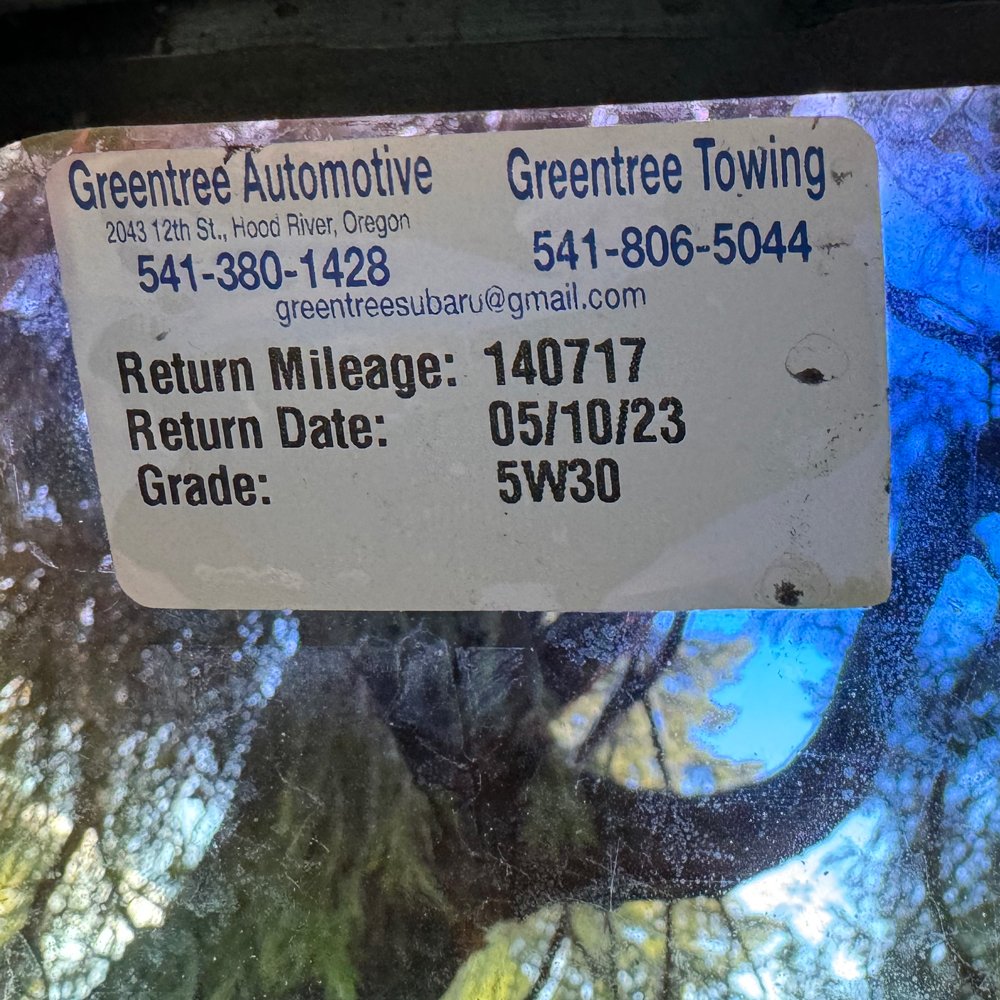 Greentree Automotive
2043 12th St., Hood River, Oregon
541-380-1428
Greentree Towing
541-806-5044
greentreesubaru@gmail.com
Return Mileage: 140717
Return Date: 05/10/23
Grade: 5W30